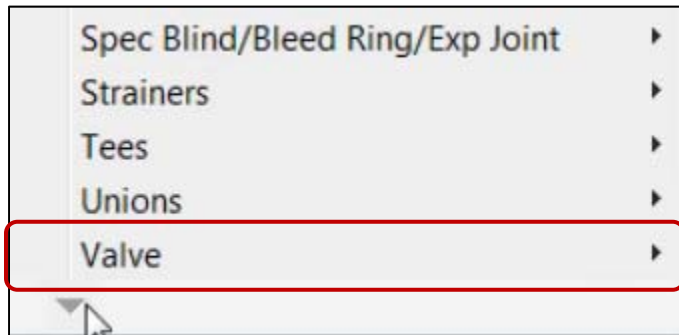 Spec Blind/Bleed Ring/Exp Joint
Strainers
Tees
Unions
Valve